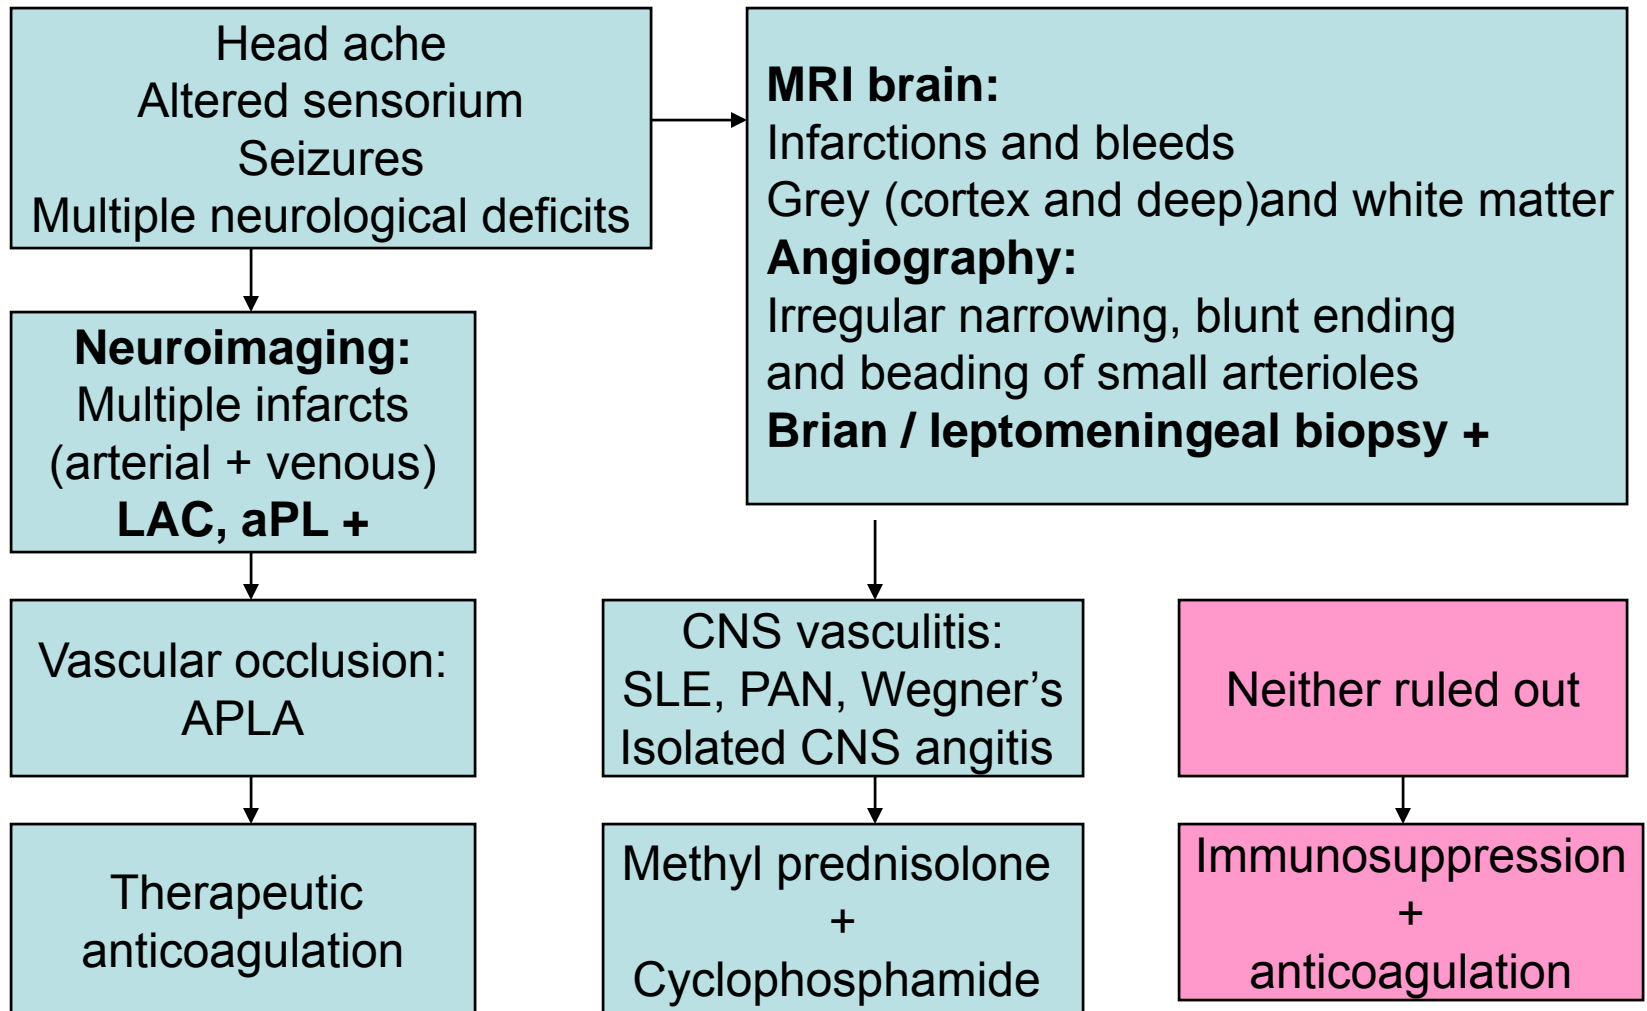 Head ache
Altered sensorium
Seizures
Multiple neurological deficits
MRI brain:
Infarctions and bleeds
Grey (cortex and deep)and white matter
Angiography:
Irregular narrowing, blunt ending
and beading of small arterioles
Brian / leptomeningeal biopsy +
Neuroimaging:
Multiple infarcts
(arterial + venous)
LAC, aPL +
Vascular occlusion:
APLA
CNS vasculitis:
SLE, PAN, Wegner’s
Isolated CNS angitis
Neither ruled out
Therapeutic
anticoagulation
Methyl prednisolone
+
Cyclophosphamide
Immunosuppression
+
anticoagulation